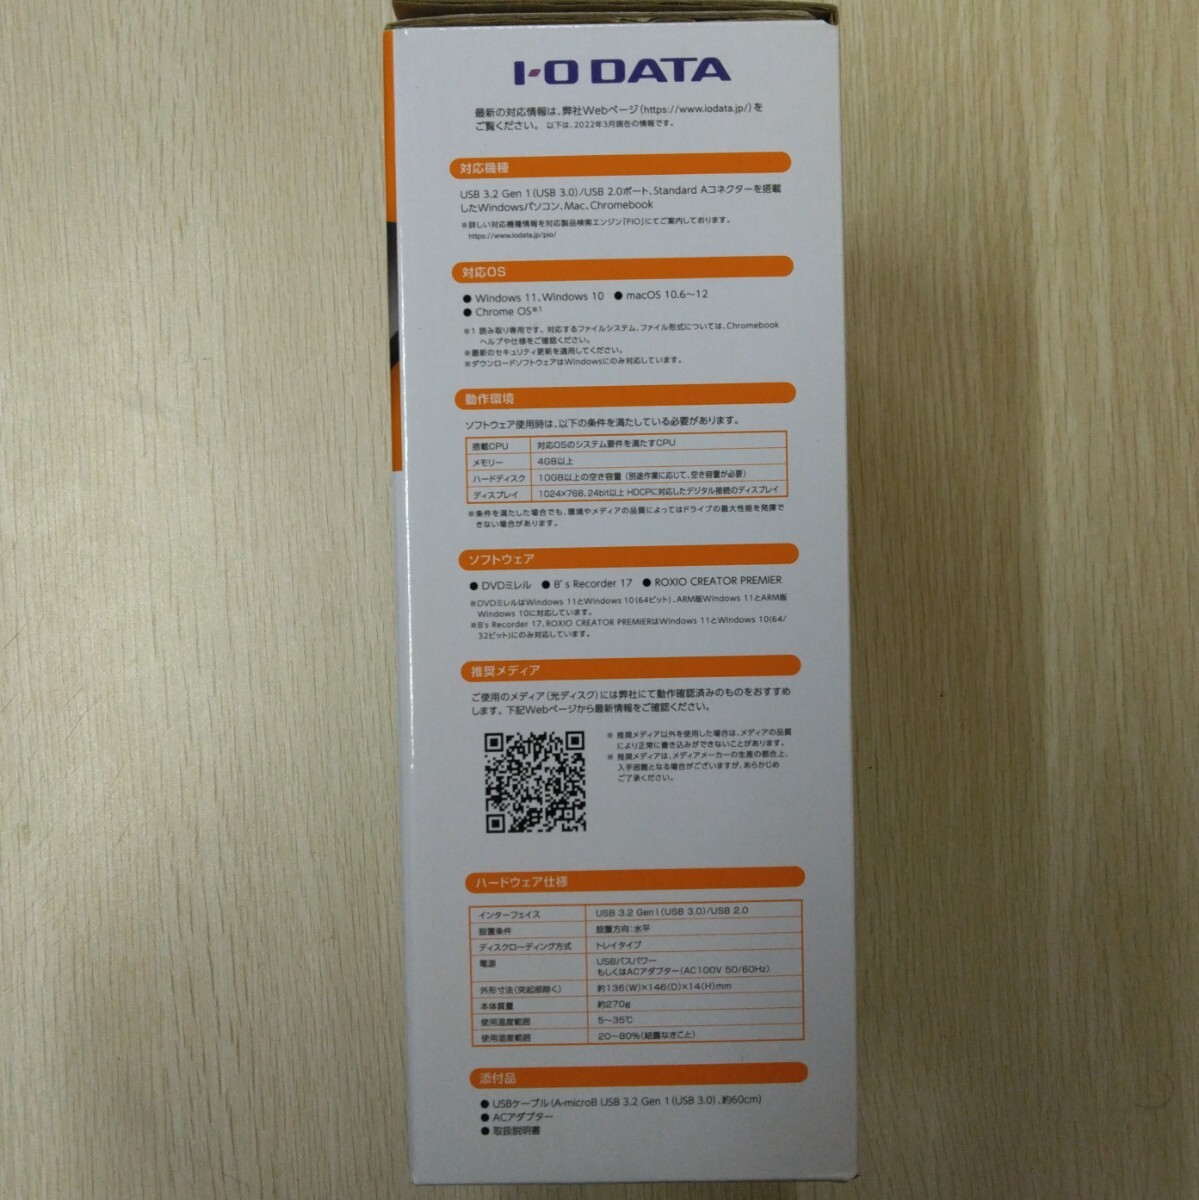 I-O DATA
最新の対応情報は、弊社Webページ(https://www.iodata.jp/)を
ご覧ください。 以下は、2022年3月現在の情報です。
対応機種
USB 3.2 Gen 1(USB 3.0)/USB 2.0ポート、Standard Aコネクターを搭載
したWindowsパソコン、Mac、Chromebook
※詳しい対応機種情報を対応製品検索エンジン「PIO」にてご案内しております。
https://www.iodata.jp/pio/
対応OS
● Windows 11、Windows 10 ● macOS 10.6～12
● Chrome OS※1
※1 読み取り専用です。対応するファイルシステム、ファイル形式については、Chromebook
ヘルプや仕様をご確認ください。
※最新のセキュリティ更新を適用してください。
※ダウンロードソフトウェアはWindowsにのみ対応しています。
動作環境
ソフトウェア使用時は、以下の条件を満たしている必要があります。
搭載CPU 対応OSのシステム要件を満たすCPU
メモリー 4GB以上
ハードディスク 10GB以上の空き容量（別途作業に応じて、空き容量が必要）
ディスプレイ 1024×768、24bit以上 HDCPに対応したデジタル接続のディスプレイ
※条件を満たした場合でも、環境やメディアの品質によってはドライブの最大性能を発揮で
きない場合があります。
ソフトウェア
● DVDミレル ● B's Recorder 17 ● ROXIO CREATOR PREMIER
※DVDミレルはWindows 11とWindows 10(64ビット)、ARM版Windows 11とARM版
Windows 10に対応しています。
※B's Recorder 17、ROXIO CREATOR PREMIERはWindows 11とWindows 10(64/
32ビット)にのみ対応しています。
推奨メディア
ご使用のメディア(光ディスク)には弊社にて動作確認済みのものをおすすめ
します。下記Webページから最新情報をご確認ください。
※ 推奨メディア以外を使用した場合は、メディアの品質
により正常に書き込みができないことがあります。
※ 推奨メディアは、メディアメーカーの生産の都合上、
入手困難となる場合がございますが、あらかじめ
ご了承ください。
ハードウェア仕様
インターフェイス USB 3.2 Gen 1(USB 3.0)/USB 2.0
設置条件 設置方向：水平
ディスクローディング方式 トレイタイプ
電源 USBバスパワー
もしくはACアダプター(AC100V 50/60Hz)
外形寸法(突起部除く) 約136(W)×146(D)×14(H)mm
本体質量 約270g
使用温度範囲 5～35℃
使用湿度範囲 20～80%(結露なきこと)
添付品
● USBケーブル(A-microB USB 3.2 Gen 1(USB 3.0)、約60cm)
● ACアダプター
● 取扱説明書